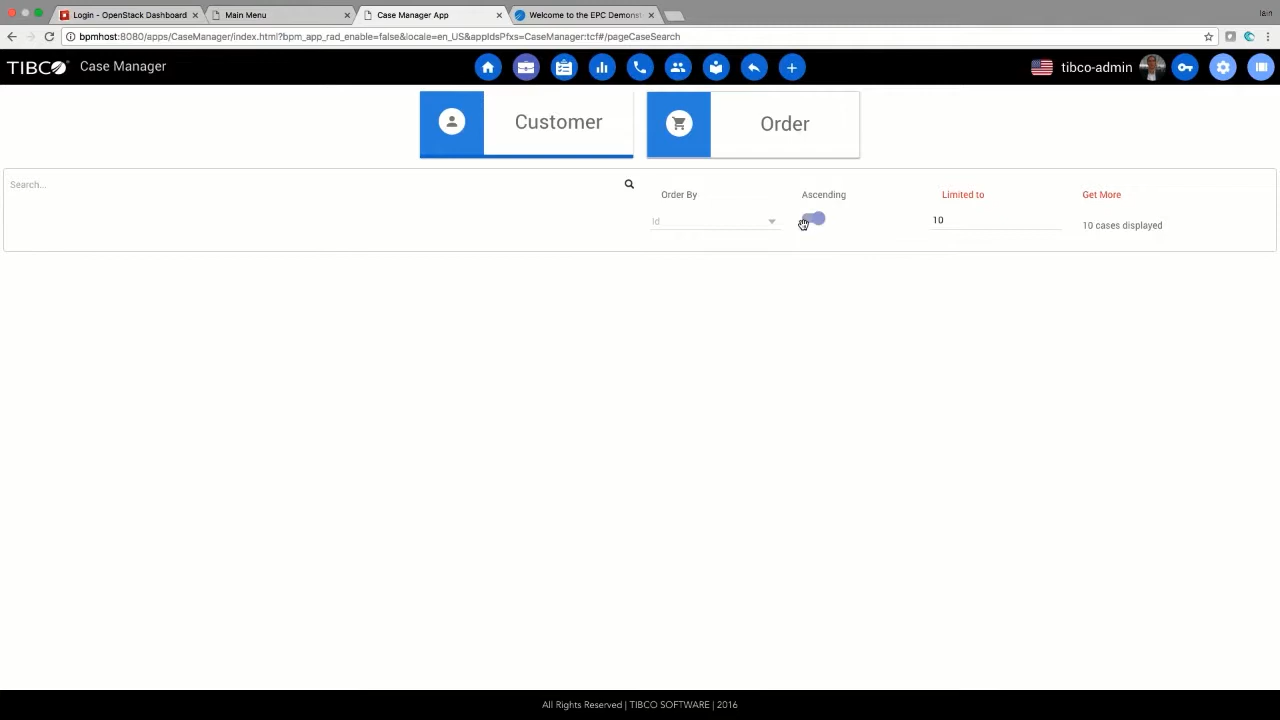 Login - OpenStack Dashboard
Main Menu
Case Manager App
Welcome to the EPC Demonst
Iain
bpmhost:8080/apps/CaseManager/index.html?bpm_app_rad_enable=false&locale=en_US&appIdsPfxs=CaseManager:tcf#/pageCaseSearch
TIBCO Case Manager
tibco-admin
Customer
Order
Search...
Order By
Ascending
Limited to
Get More
Id
10
10 cases displayed
All Rights Reserved | TIBCO SOFTWARE | 2016